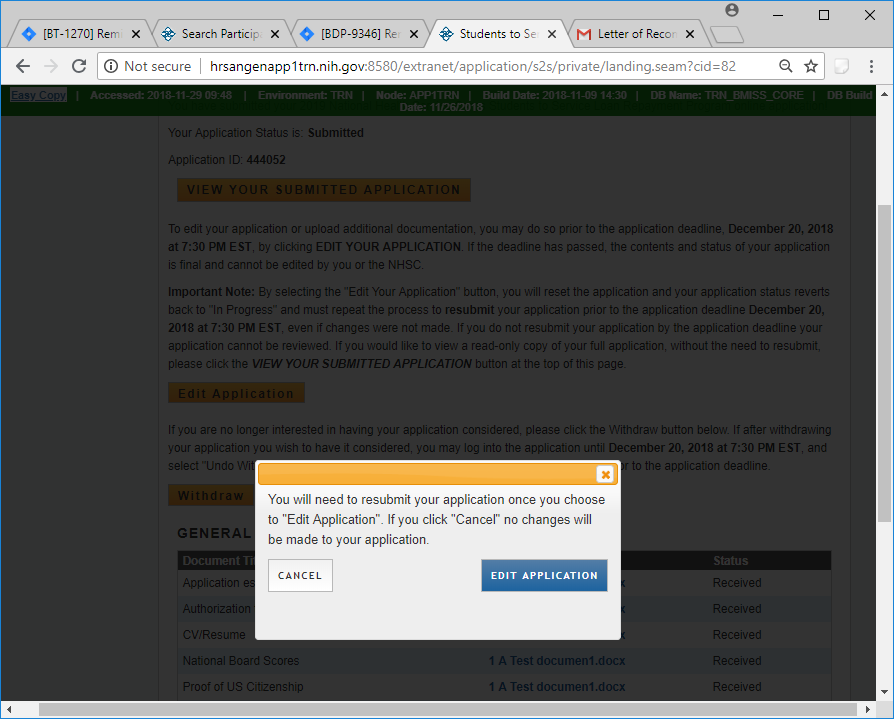 [BT-1270] Rem
Search Particip
[BDP-9346] Re
Students to Se
Letter of Recor
Not secure
hrsangenapp1trn.nih.gov:8580/extranet/application/s2s/private/landing.seam?cid=82
Easy Copy | Accessed: 2018-11-29 09:48 | Environment: TRN | Node: APP1TRN | Build Date: 2018-11-09 14:30 | DB Name: TRN_BMISS_CORE | DB Build
Date: 11/26/2018
Your Application Status is: Submitted
Application ID: 444052
VIEW YOUR SUBMITTED APPLICATION
To edit your application or upload additional documentation, you may do so prior to the application deadline, December 20, 2018
at 7:30 PM EST, by clicking EDIT YOUR APPLICATION. If the deadline has passed, the contents and status of your application
is final and cannot be edited by you or the NHSC.
Important Note: By selecting the "Edit Your Application" button, you will reset the application and your application status reverts
back to "In Progress" and must repeat the process to resubmit your application prior to the application deadline December 20,
2018 at 7:30 PM EST, even if changes were not made. If you do not resubmit your application by the application deadline your
application cannot be reviewed. If you would like to view a read-only copy of your full application, without the need to resubmit,
please click the VIEW YOUR SUBMITTED APPLICATION button at the top of this page.
Edit Application
If you are no longer interested in having your application considered, please click the Withdraw button below. If after withdrawing
your application you wish to have it considered, you may log into the application until December 20, 2018 at 7:30 PM EST, and
select "Undo Wit or to the application deadline.
Withdraw
You will need to resubmit your application once you choose
to "Edit Application". If you click "Cancel" no changes will
be made to your application.
CANCEL
EDIT APPLICATION
GENERAL
Document Ti Status
Application es x Received
Authorization x Received
CV/Resume x Received
National Board Scores 1 A Test documen1.docx Received
Proof of US Citizenship 1 A Test documen1.docx Received